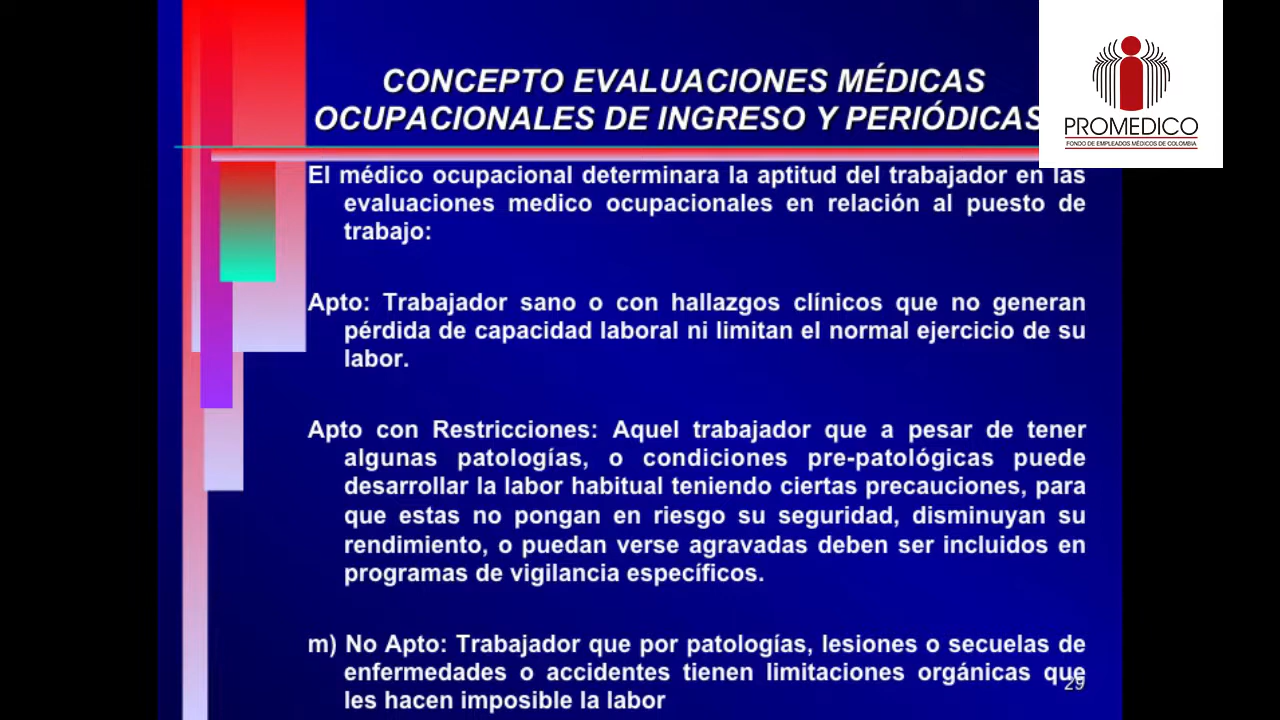 CONCEPTO EVALUACIONES MÉDICAS
OCUPACIONALES DE INGRESO Y PERIÓDICAS
PROMEDICO
FONDO DE EMPLEADOS MÉDICOS DE COLOMBIA
El médico ocupacional determinara la aptitud del trabajador en las
evaluaciones medico ocupacionales en relación al puesto de
trabajo:
Apto: Trabajador sano o con hallazgos clínicos que no generan
pérdida de capacidad laboral ni limitan el normal ejercicio de su
labor.
Apto con Restricciones: Aquel trabajador que a pesar de tener
algunas patologías, o condiciones pre-patológicas puede
desarrollar la labor habitual teniendo ciertas precauciones, para
que estas no pongan en riesgo su seguridad, disminuyan su
rendimiento, o puedan verse agravadas deben ser incluidos en
programas de vigilancia específicos.
m) No Apto: Trabajador que por patologías, lesiones o secuelas de
enfermedades o accidentes tienen limitaciones orgánicas que
les hacen imposible la labor
29